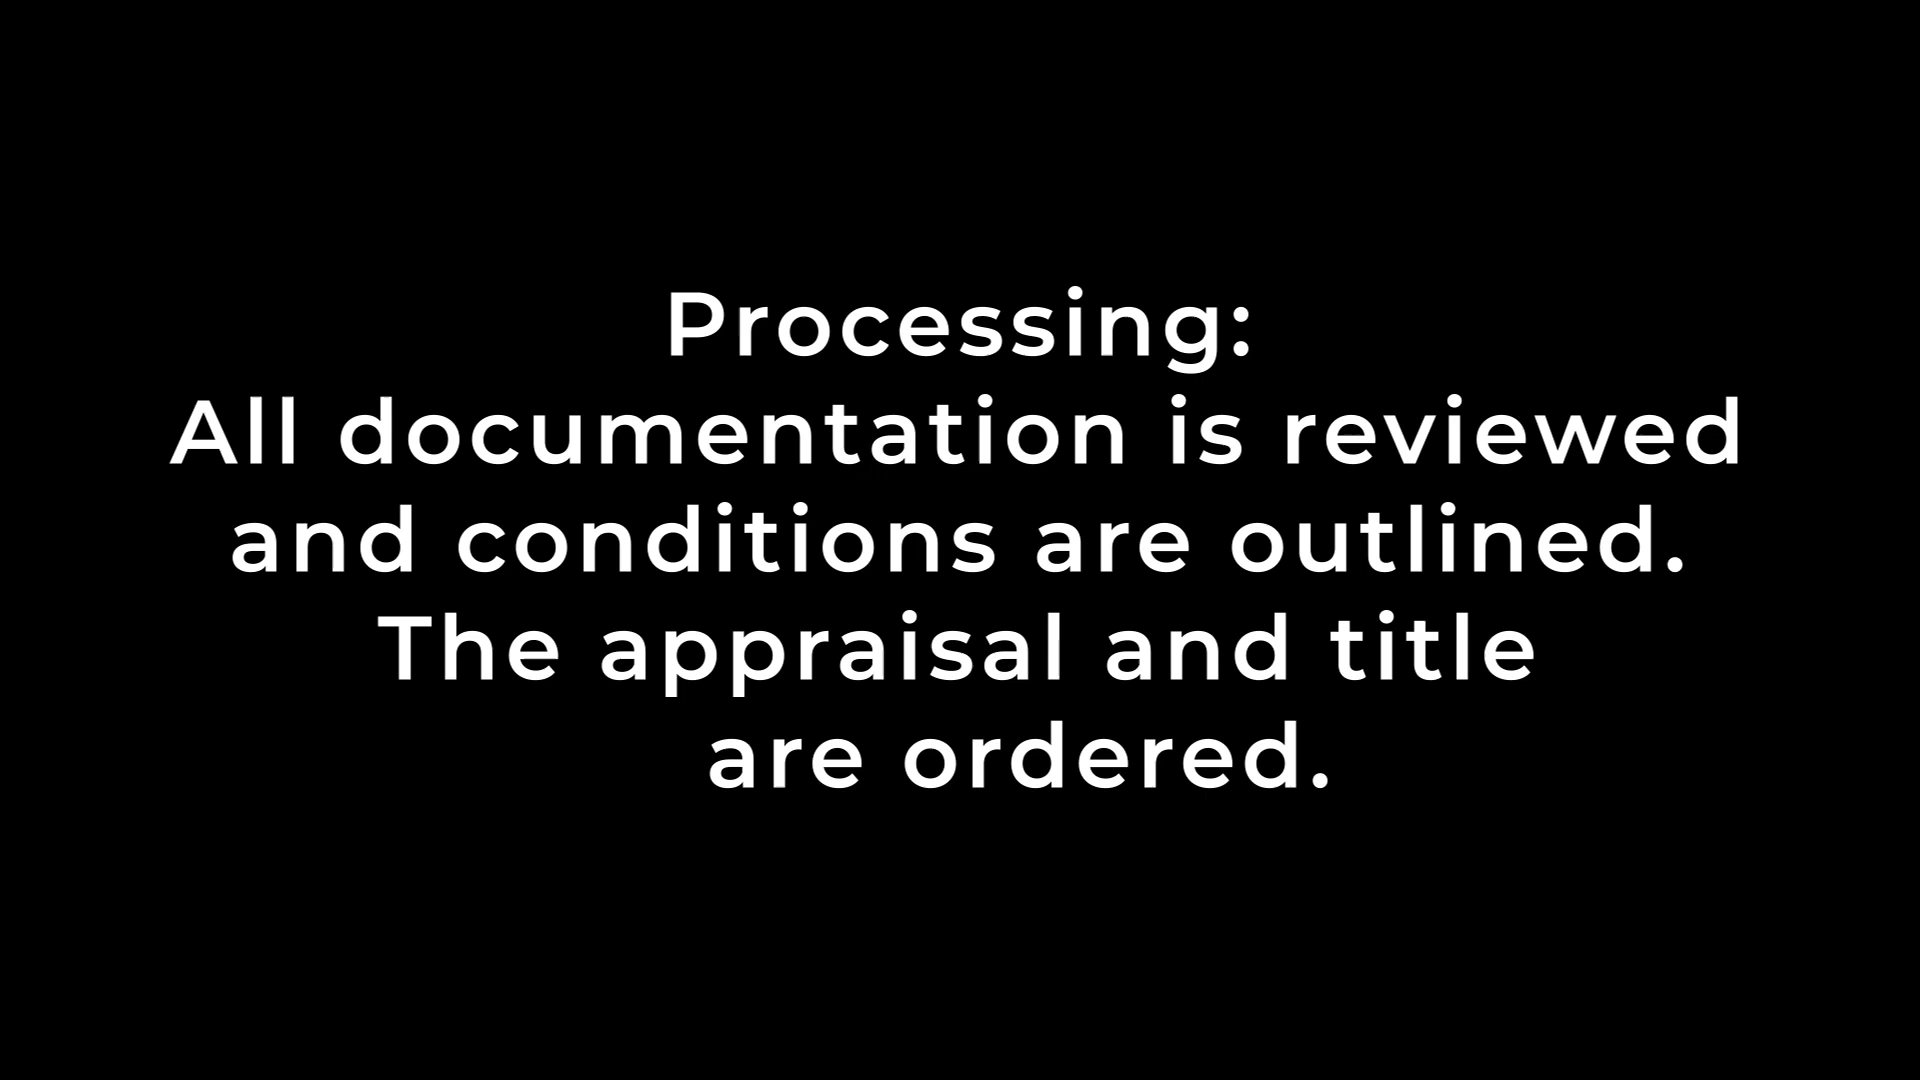 Processing:
All documentation is reviewed
and conditions are outlined.
The appraisal and title
are ordered.